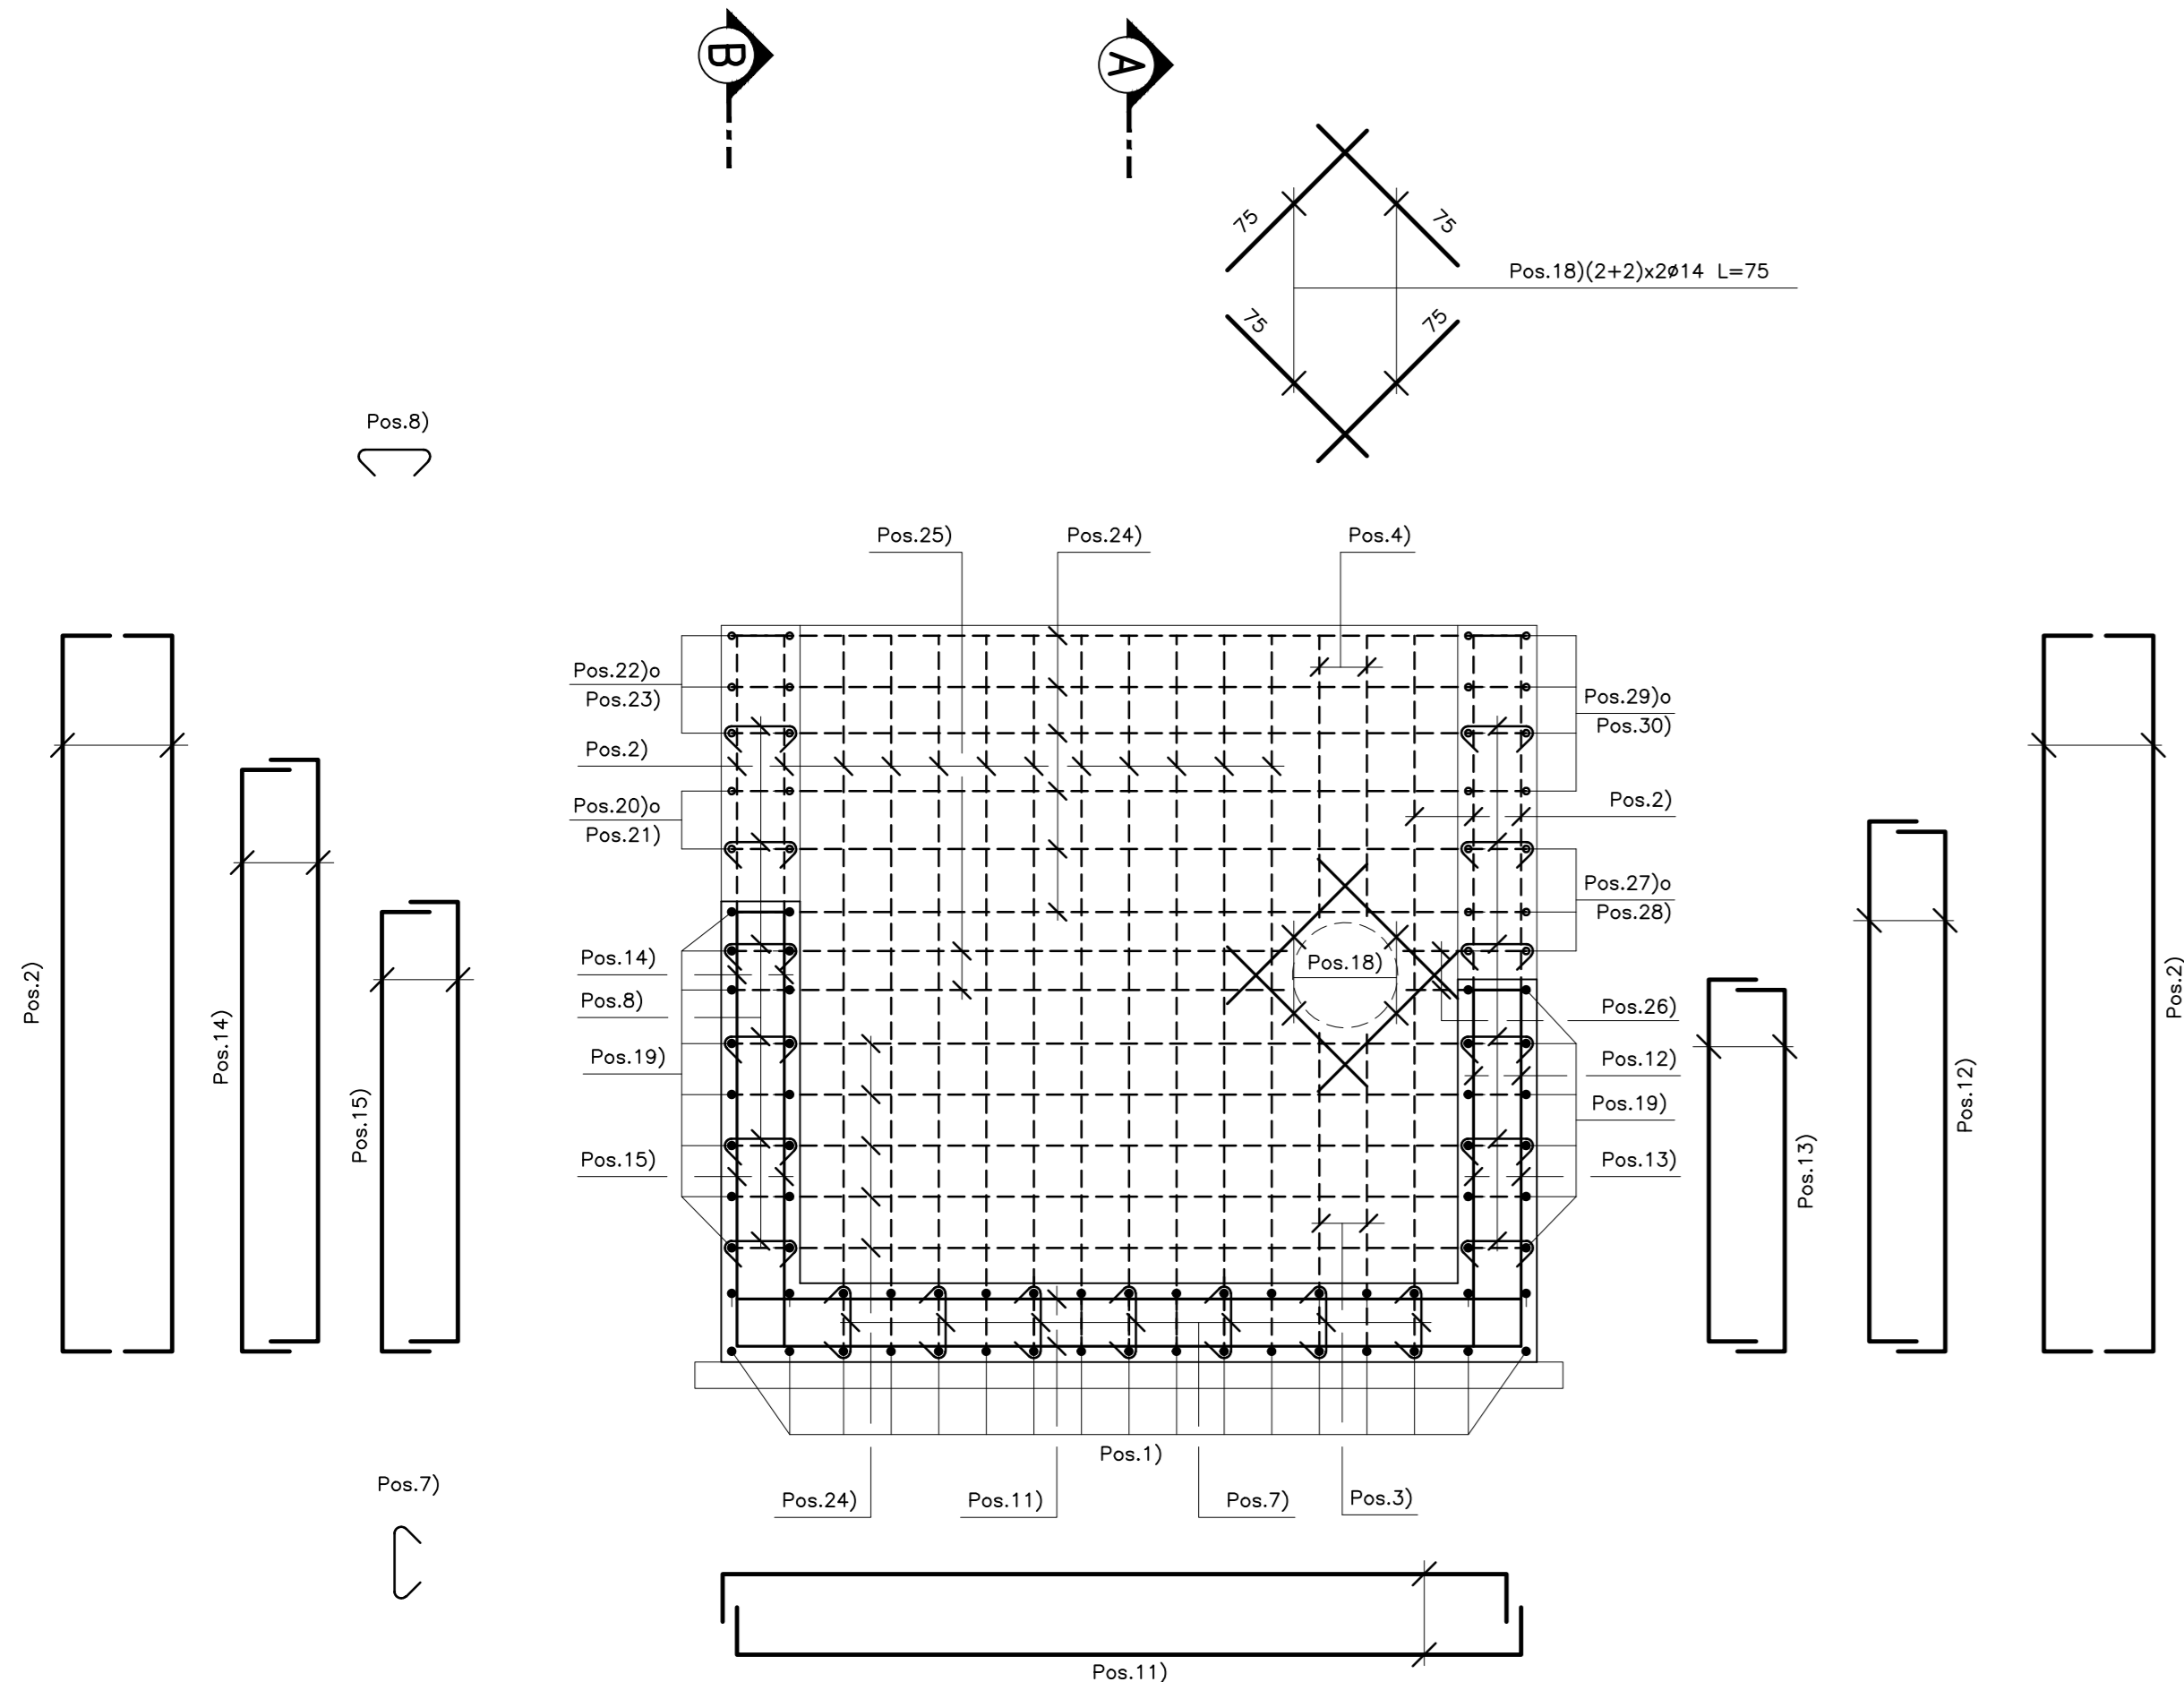 B
A
75
75
Pos.18)(2+2)x2ø14 L=75
75
75
Pos.8)
Pos.25)
Pos.24)
Pos.4)
Pos.22)o
Pos.23)
Pos.29)o
Pos.30)
Pos.2)
Pos.20)o
Pos.21)
Pos.2)
Pos.27)o
Pos.28)
Pos.2)
Pos.14)
Pos.15)
Pos.14)
Pos.18)
Pos.8)
Pos.26)
Pos.19)
Pos.12)
Pos.19)
Pos.15)
Pos.13)
Pos.13)
Pos.12)
Pos.2)
Pos.1)
Pos.7)
Pos.24)
Pos.11)
Pos.7)
Pos.3)
Pos.11)